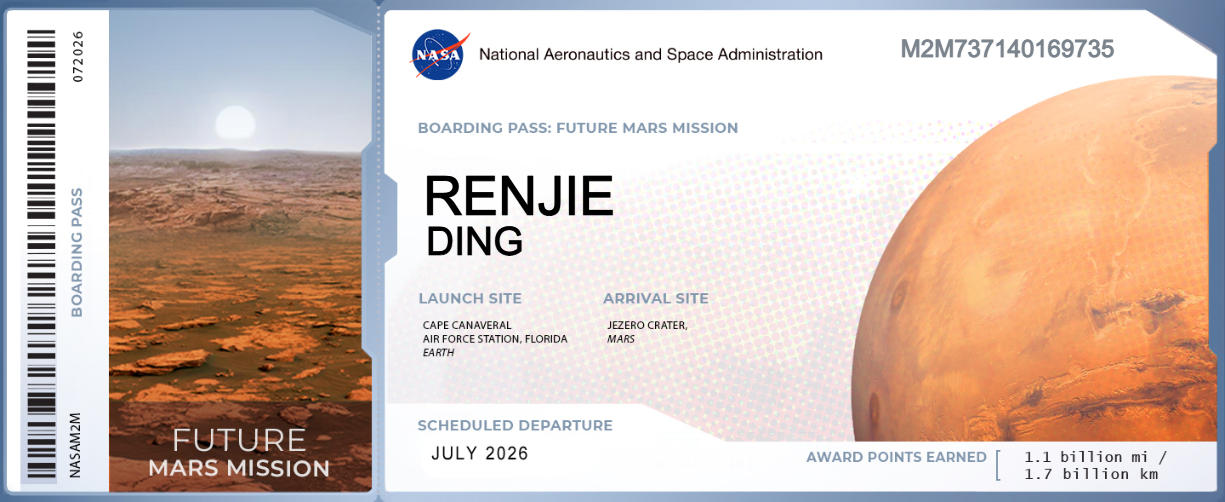 072026
BOARDING PASS
NASAM2M
FUTURE
MARS MISSION
NASA
National Aeronautics and Space Administration
M2M737140169735
BOARDING PASS: FUTURE MARS MISSION
RENJIE
DING
LAUNCH SITE
CAPE CANAVERAL
AIR FORCE STATION, FLORIDA
EARTH
ARRIVAL SITE
JEZERO CRATER,
MARS
SCHEDULED DEPARTURE
JULY 2026
AWARD POINTS EARNED
1.1 billion mi /
1.7 billion km